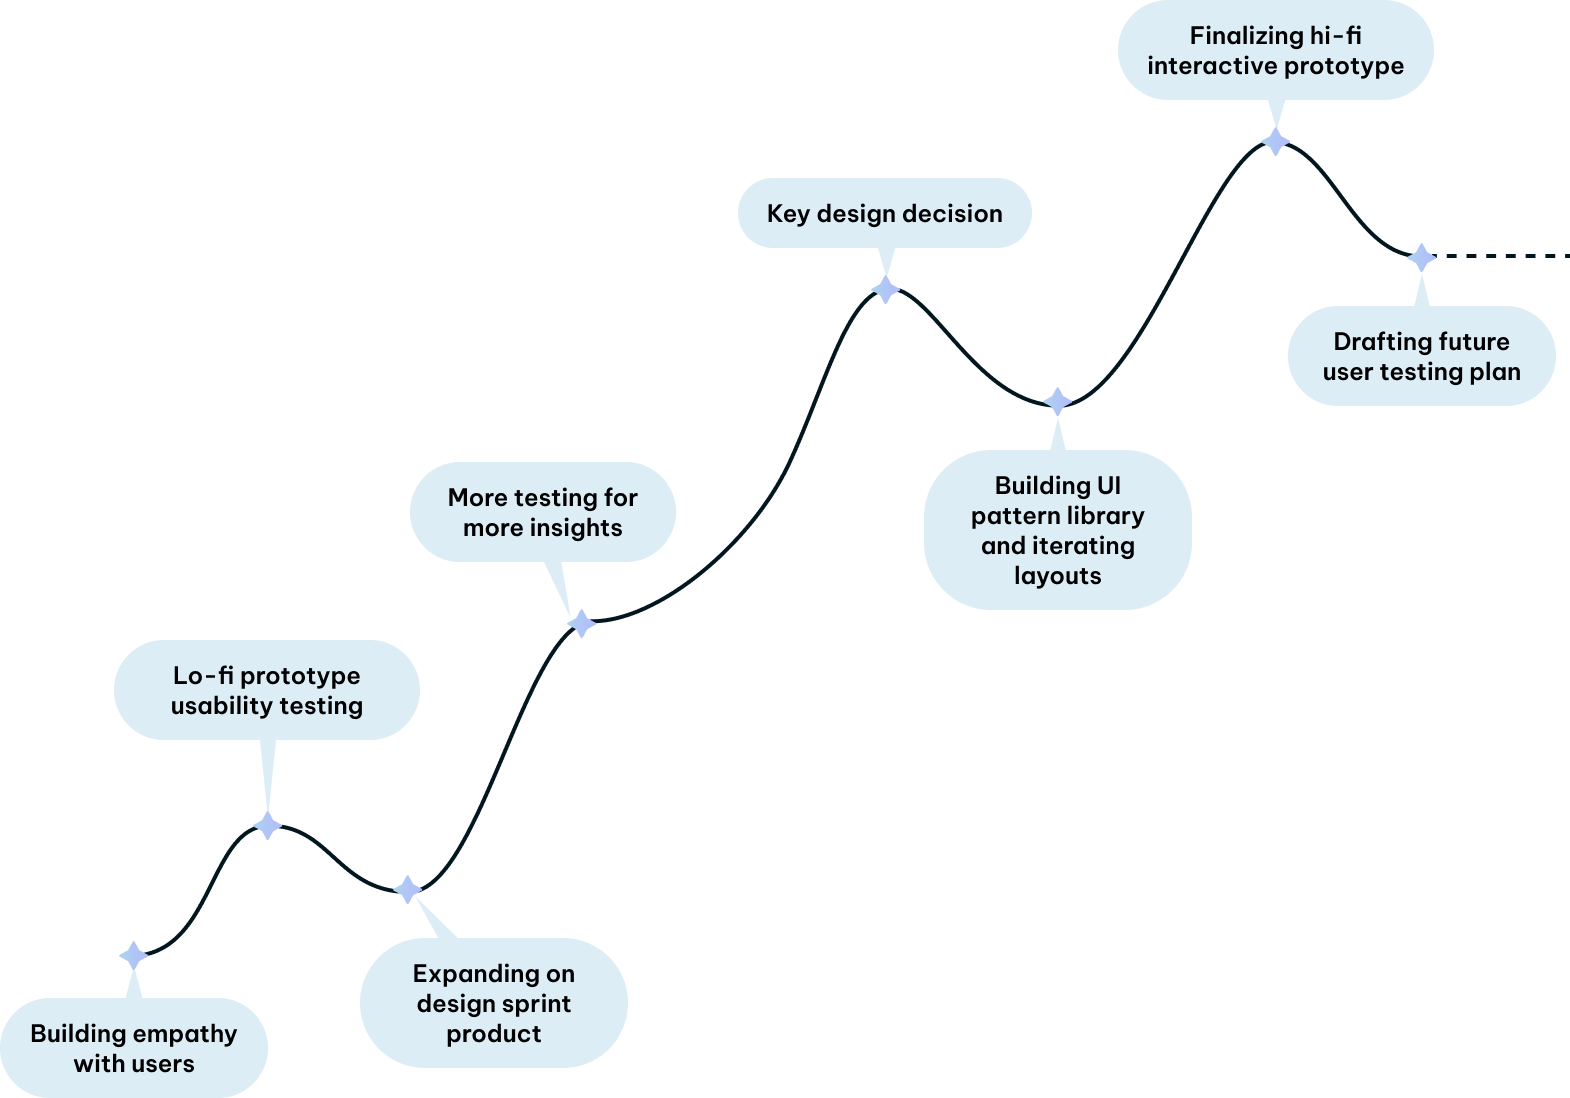 Finalizing hi-fi
interactive prototype
Key design decision
Drafting future
user testing plan
Building UI
pattern library
and iterating
layouts
More testing for
more insights
Lo-fi prototype
usability testing
Expanding on
design sprint
product
Building empathy
with users